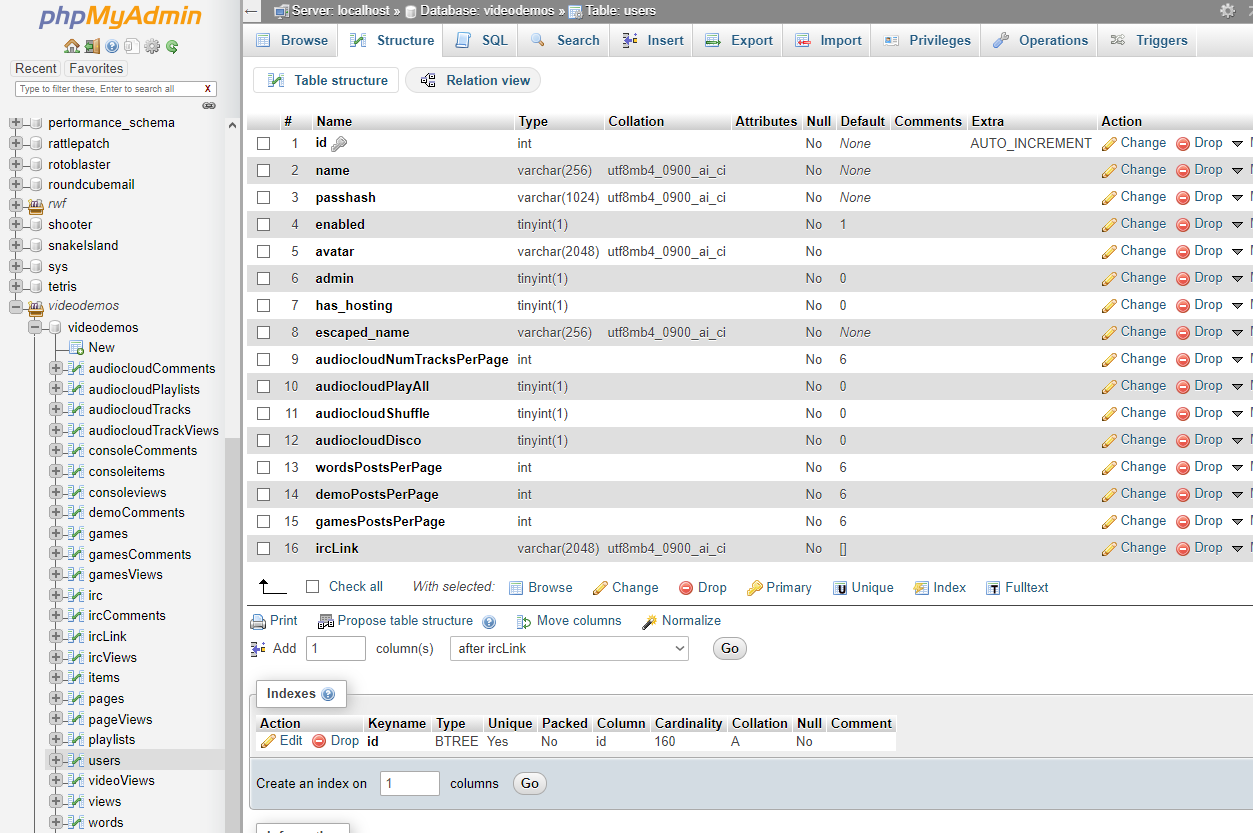 phpMyAdmin
Recent Favorites
Type to filter these, Enter to search all X
performance_schema
rattlepatch
rotoblaster
roundcubemail
rwf
shooter
snakeIsland
sys
tetris
videodemos
videodemos
New
audiocloudComments
audiocloudPlaylists
audiocloudTracks
audiocloudTrackViews
consoleComments
consoleitems
consoleviews
demoComments
games
gamesComments
gamesViews
irc
ircComments
ircLink
ircViews
items
pages
pageViews
playlists
users
videoViews
views
words
Server: localhost » Database: videodemos » Table: users
Browse Structure SQL Search Insert Export Import Privileges Operations Triggers
Table structure Relation view
# Name Type Collation Attributes Null Default Comments Extra Action
1 id int No None AUTO_INCREMENT Change Drop
2 name varchar(256) utf8mb4_0900_ai_ci No None Change Drop
3 passhash varchar(1024) utf8mb4_0900_ai_ci No None Change Drop
4 enabled tinyint(1) No 1 Change Drop
5 avatar varchar(2048) utf8mb4_0900_ai_ci No Change Drop
6 admin tinyint(1) No 0 Change Drop
7 has_hosting tinyint(1) No 0 Change Drop
8 escaped_name varchar(256) utf8mb4_0900_ai_ci No None Change Drop
9 audiocloudNumTracksPerPage int No 6 Change Drop
10 audiocloudPlayAll tinyint(1) No 0 Change Drop
11 audiocloudShuffle tinyint(1) No 0 Change Drop
12 audiocloudDisco tinyint(1) No 0 Change Drop
13 wordsPostsPerPage int No 6 Change Drop
14 demoPostsPerPage int No 6 Change Drop
15 gamesPostsPerPage int No 6 Change Drop
16 ircLink varchar(2048) utf8mb4_0900_ai_ci No [] Change Drop
Check all With selected: Browse Change Drop Primary Unique Index Fulltext
Print Propose table structure Move columns Normalize
Add 1 column(s) after ircLink Go
Indexes
Action Keyname Type Unique Packed Column Cardinality Collation Null Comment
Edit Drop id BTREE Yes No id 160 A No
Create an index on 1 columns Go